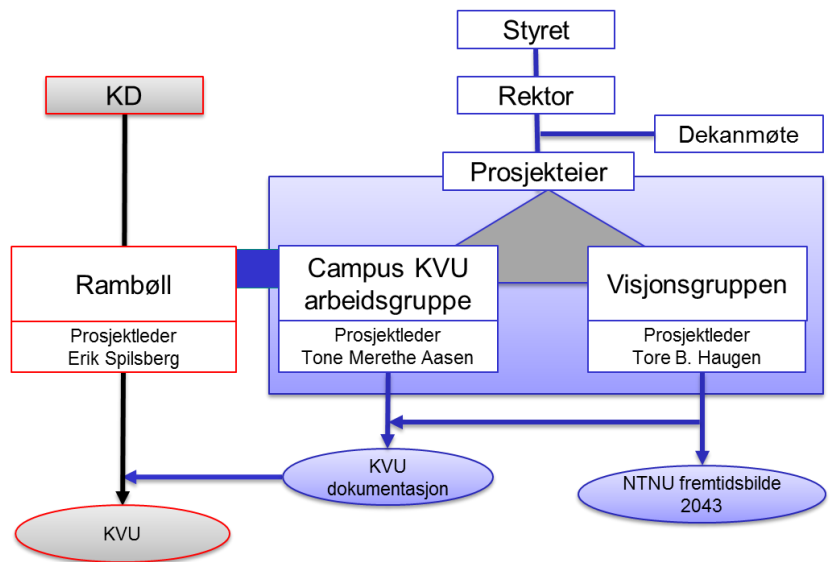 Styret
KD
Rektor
Dekanmøte
Prosjekteier
Rambøll
Prosjektleder
Erik Spilsberg
Campus KVU
arbeidsgruppe
Prosjektleder
Tone Merethe Aasen
Visjonsgruppen
Prosjektleder
Tore B. Haugen
KVU
dokumentasjon
NTNU fremtidsbilde
2043
KVU